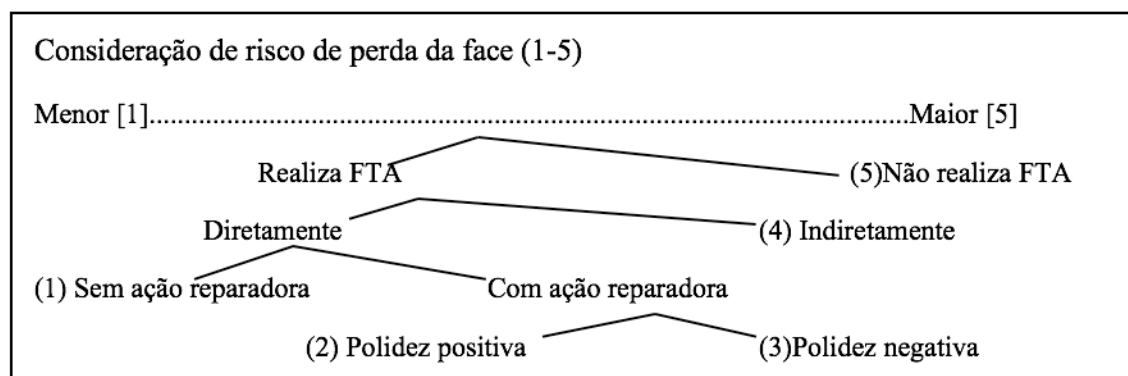 Consideração de risco de perda da face (1-5)
Menor [1]..............................................................................................................Maior [5]
Realiza FTA (5)Não realiza FTA
Diretamente (4) Indiretamente
(1) Sem ação reparadora Com ação reparadora
(2) Polidez positiva (3)Polidez negativa